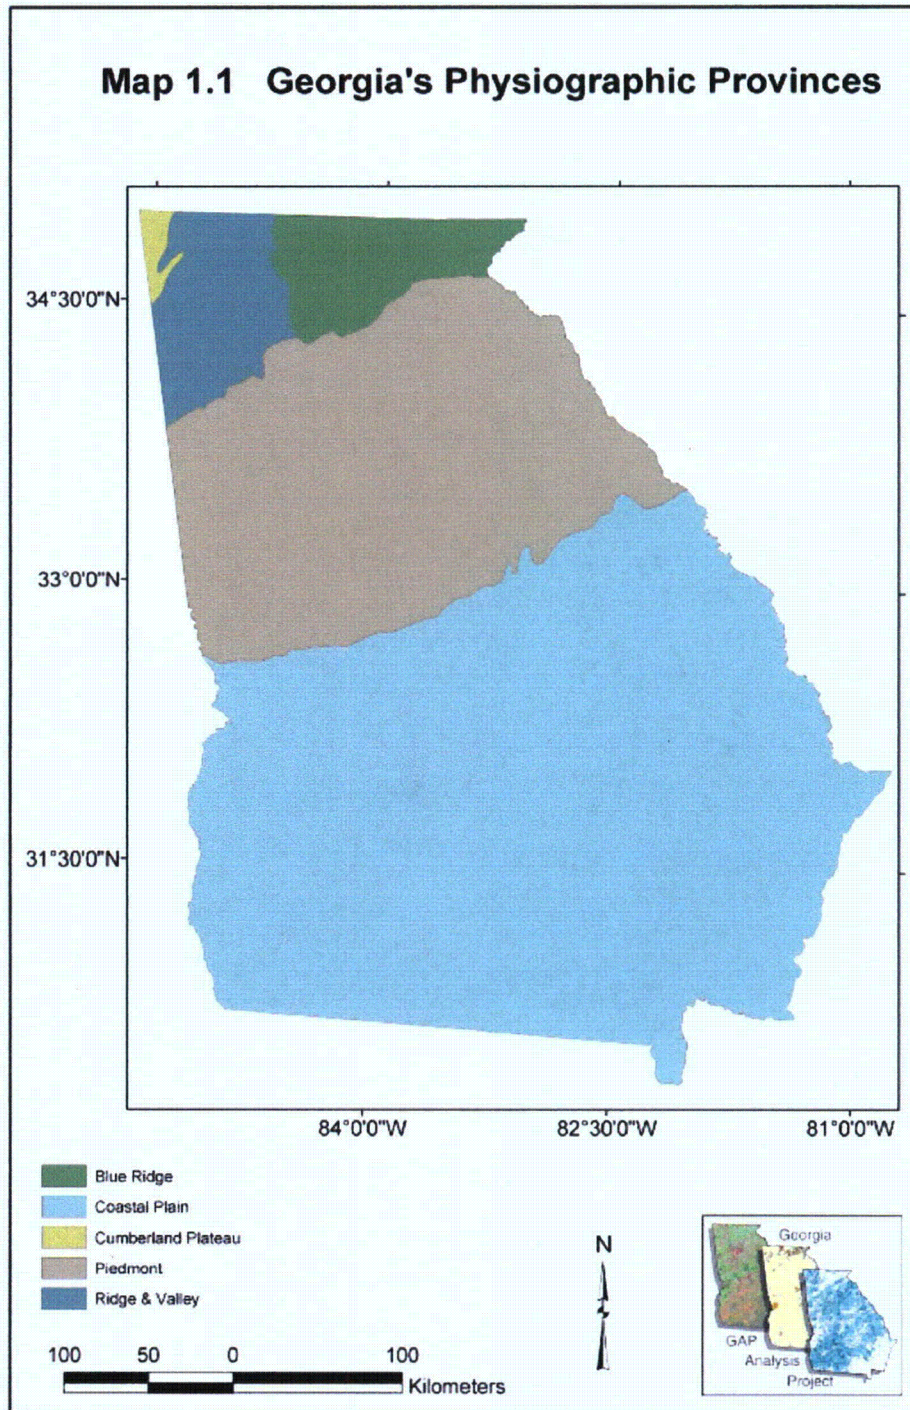 Map 1.1 Georgia's Physiographic Provinces
34°30'0"N
33°0'0"N
31°30'0"N
84°0'0"W 82°30'0"W 81°0'0"W
Blue Ridge
Coastal Plain
Cumberland Plateau
Piedmont
Ridge & Valley
N
100 50 0 100
Kilometers
Georgia
GAP
Analysis
Project